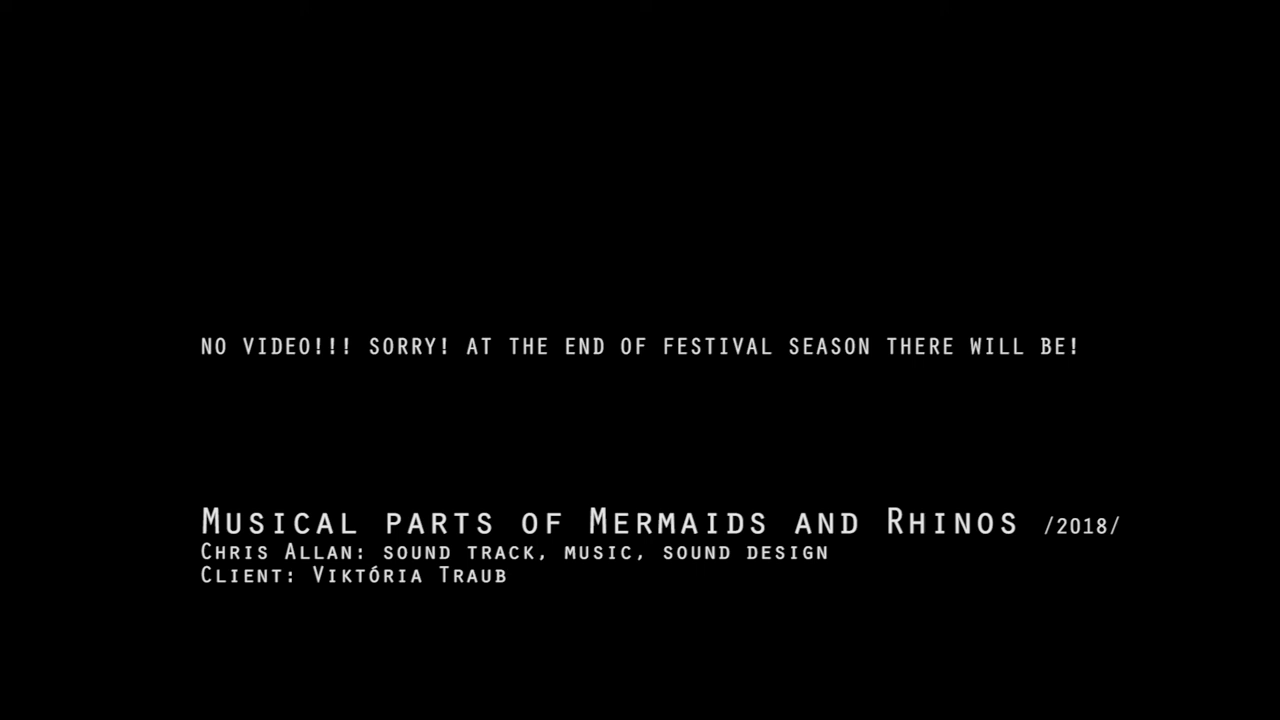 NO VIDEO!!! SORRY! AT THE END OF FESTIVAL SEASON THERE WILL BE!
Musical parts of Mermaids and Rhinos /2018/
Chris Allan: sound track, music, sound design
Client: Viktória Traub